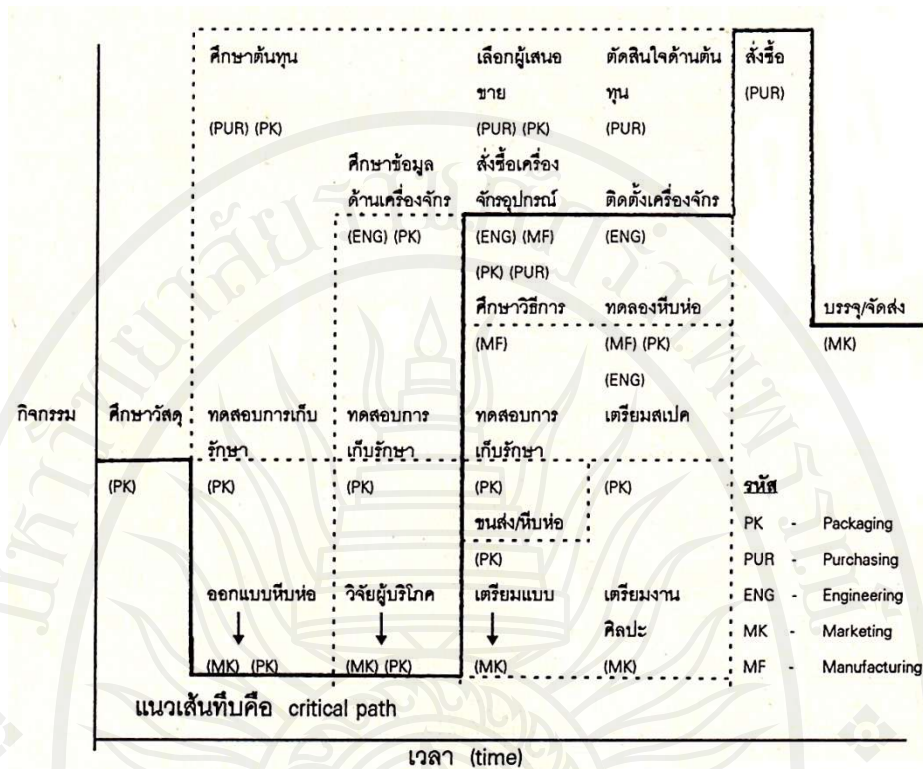 ศึกษาต้นทุน เลือกผู้เสนอ ตัดสินใจด้านต้น สั่งซื้อ
ขาย ทุน (PUR)
(PUR) (PK) (PUR) (PK) (PUR)
ศึกษาข้อมูล สั่งซื้อเครื่อง
ด้านเครื่องจักร จักรอุปกรณ์ ติดตั้งเครื่องจักร
(ENG) (PK) (ENG) (MF) (ENG)
(PK) (PUR)
ศึกษาวิธีการ ทดลองหีบห่อ บรรจุ/จัดส่ง
(MF) (MF) (PK) (MK)
(ENG)
กิจกรรม ศึกษาวัสดุ ทดสอบการเก็บ ทดสอบการ ทดสอบการ เตรียมสเปค
รักษา เก็บรักษา เก็บรักษา
(PK) (PK) (PK) (PK) (PK) รหัส
ขนส่ง/หีบห่อ PK - Packaging
(PK) PUR - Purchasing
ออกแบบหีบห่อ วิจัยผู้บริโภค เตรียมแบบ เตรียมงาน ENG - Engineering
ศิลปะ MK - Marketing
(MK) (PK) (MK) (PK) (MK) (MK) MF - Manufacturing
แนวเส้นทึบคือ critical path
เวลา (time)